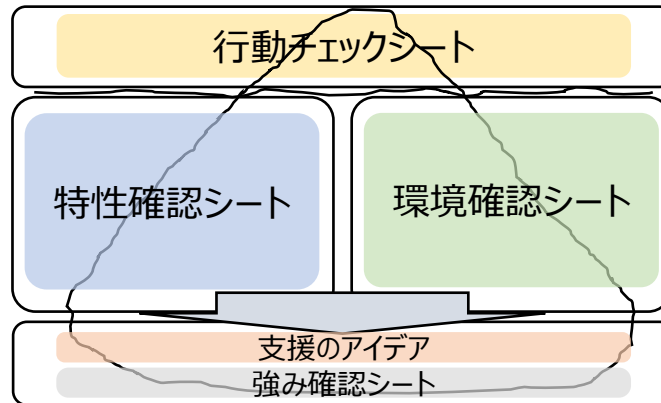 行動チェックシート
特性確認シート
環境確認シート
支援のアイデア
強み確認シート